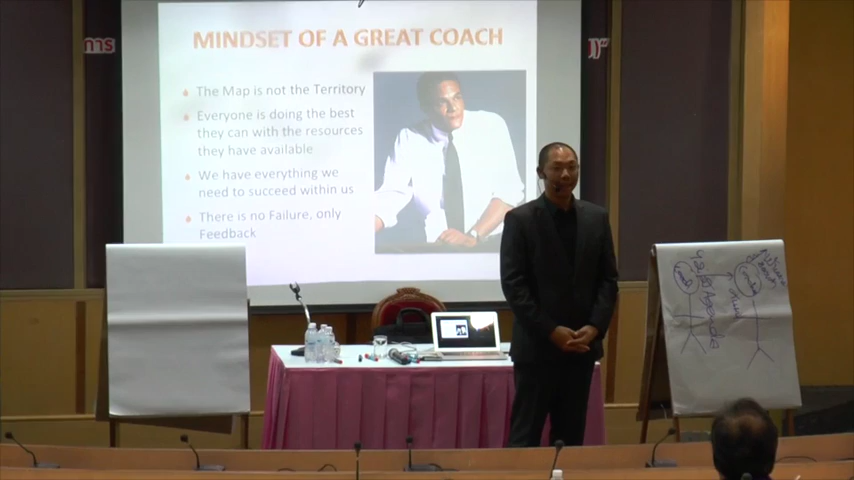 MINDSET OF A GREAT COACH
The Map is not the Territory
Everyone is doing the best
they can with the resources
they have available
We have everything we
need to succeed within us
There is no Failure, only
Feedback